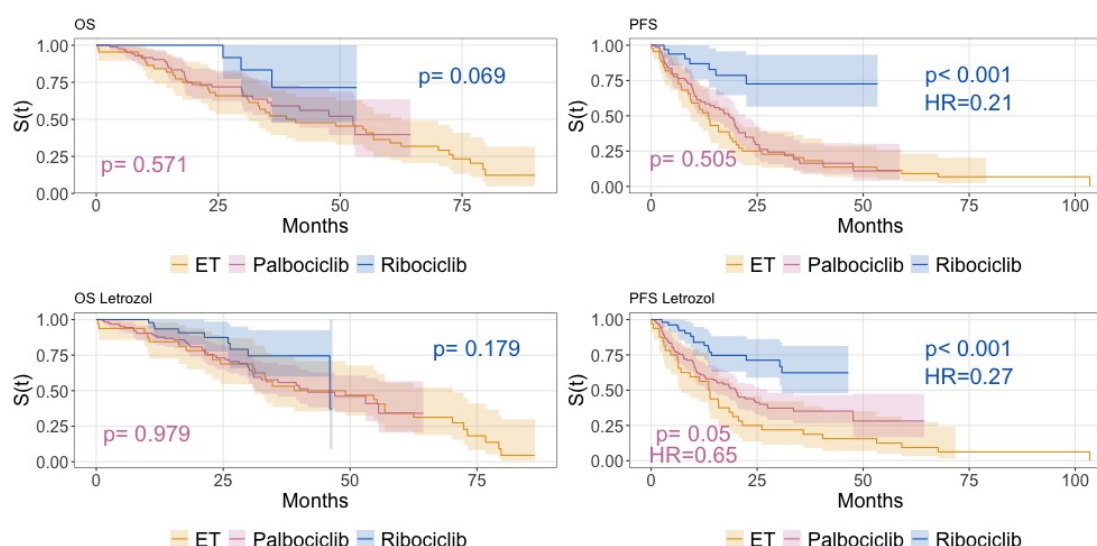 OS
1.00
0.75
0.50
0.25
0.00
S(t)
p= 0.069
p= 0.571
0
25
50
75
Months
ET
Palbociclib
Ribociclib
PFS
1.00
0.75
0.50
0.25
0.00
S(t)
p< 0.001
HR=0.21
p= 0.505
0
25
50
75
100
Months
ET
Palbociclib
Ribociclib
OS Letrozol
1.00
0.75
0.50
0.25
0.00
S(t)
p= 0.179
p= 0.979
0
25
50
75
Months
ET
Palbociclib
Ribociclib
PFS Letrozol
1.00
0.75
0.50
0.25
0.00
S(t)
p< 0.001
HR=0.27
p= 0.05
HR=0.65
0
25
50
75
100
Months
ET
Palbociclib
Ribociclib